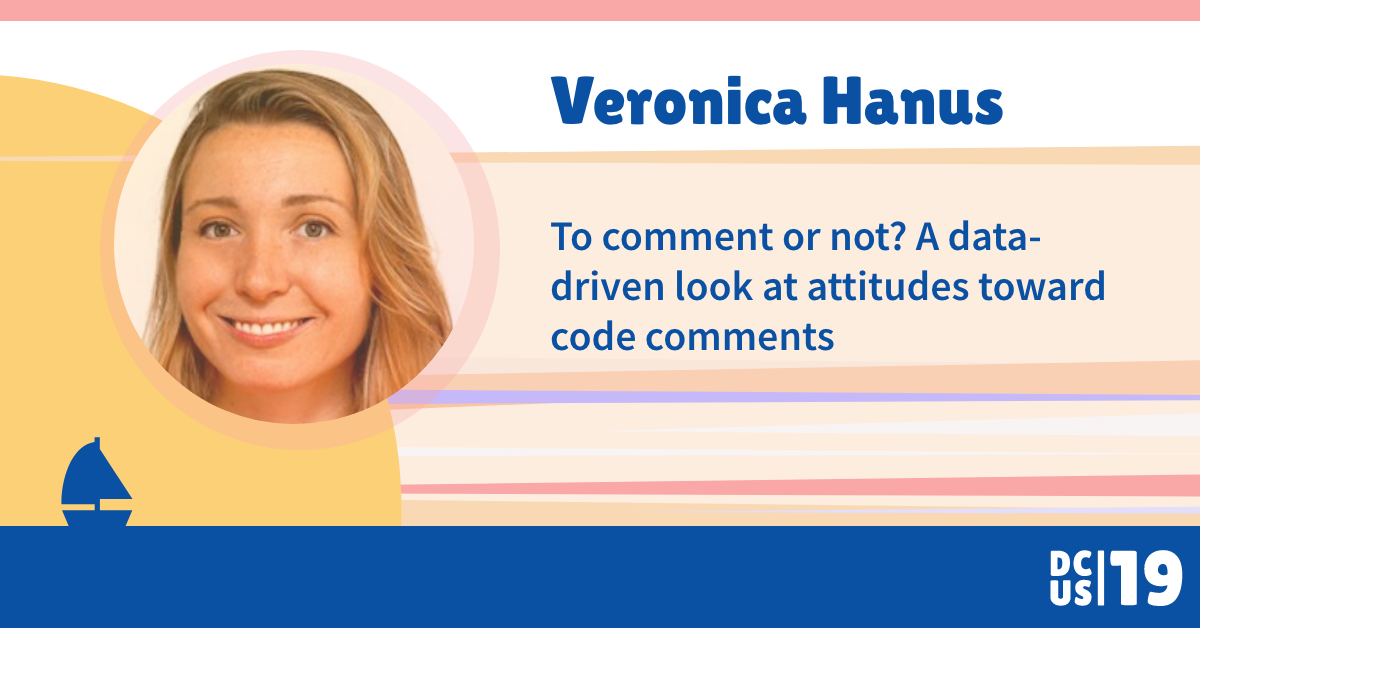 Veronica Hanus
To comment or not? A data-
driven look at attitudes toward
code comments
DC
US
19